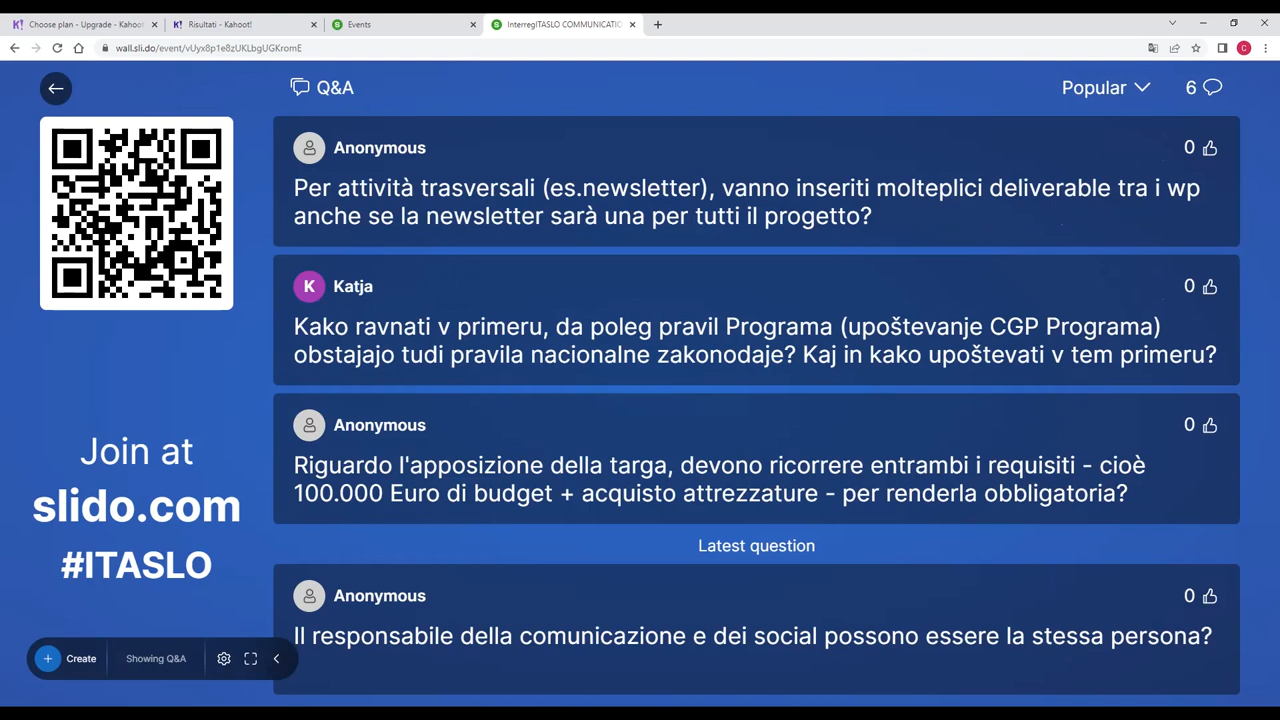 Choose plan - Upgrade - Kahoot!
Risultati - Kahoot!
Events
InterregITASLO COMMUNICATIO
wall.sli.do/event/vUyx8p1e8zUKLbgUGKromE
C
Q&A
Popular
6
Anonymous
0
Per attività trasversali (es.newsletter), vanno inseriti molteplici deliverable tra i wp
anche se la newsletter sarà una per tutti il progetto?
K
Katja
0
Kako ravnati v primeru, da poleg pravil Programa (upoštevanje CGP Programa)
obstajajo tudi pravila nacionalne zakonodaje? Kaj in kako upoštevati v tem primeru?
Anonymous
0
Riguardo l'apposizione della targa, devono ricorrere entrambi i requisiti - cioè
100.000 Euro di budget + acquisto attrezzature - per renderla obbligatoria?
Latest question
Anonymous
0
Il responsabile della comunicazione e dei social possono essere la stessa persona?
Join at
slido.com
#ITASLO
Create
Showing Q&A